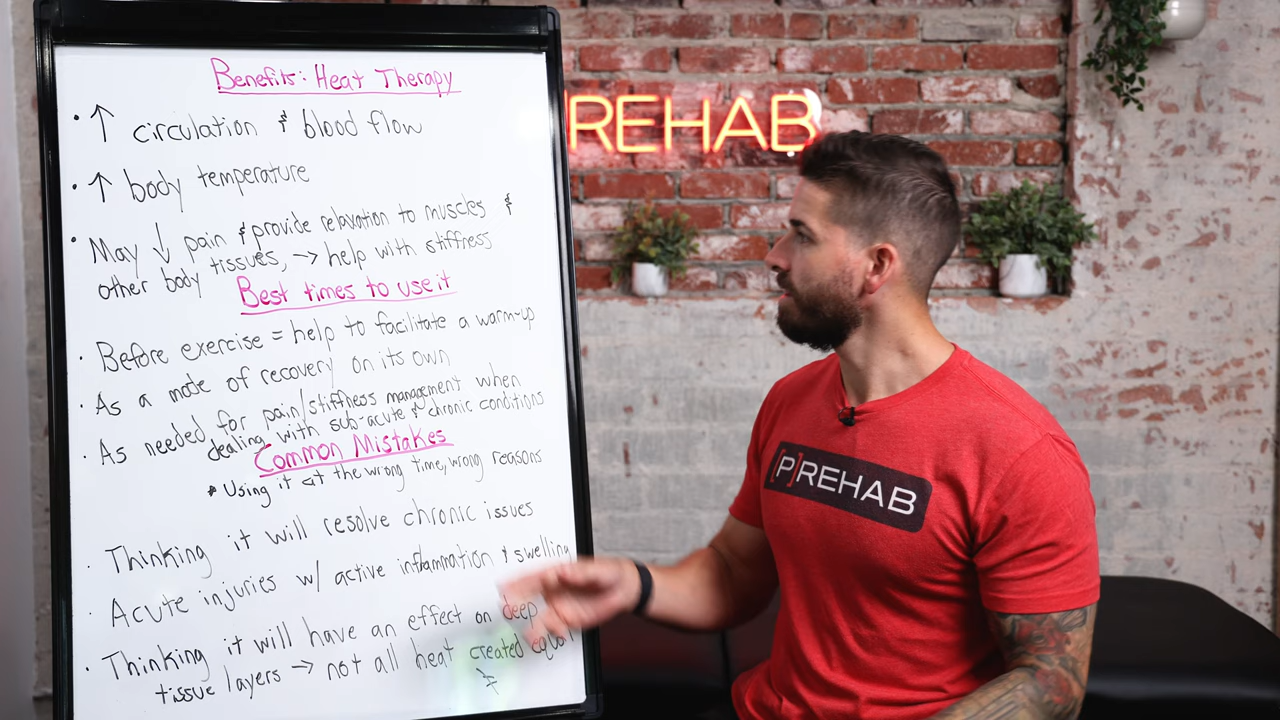 Benefits: Heat Therapy
• ↑ circulation & blood flow
• ↑ body temperature
• May ↓ pain & provide relaxation to muscles &
other body tissues, → help with stiffness
Best times to use it
• Before exercise = help to facilitate a warm-up
• As a mode of recovery on its own
• As needed for pain/stiffness management when
dealing with sub-acute & chronic conditions
Common Mistakes
* Using it at the wrong time, wrong reasons
• Thinking it will resolve chronic issues
• Acute injuries w/ active inflammation & swelling
• Thinking it will have an effect on deep
tissue layers → not all heat created equal
REHAB
[P]REHAB